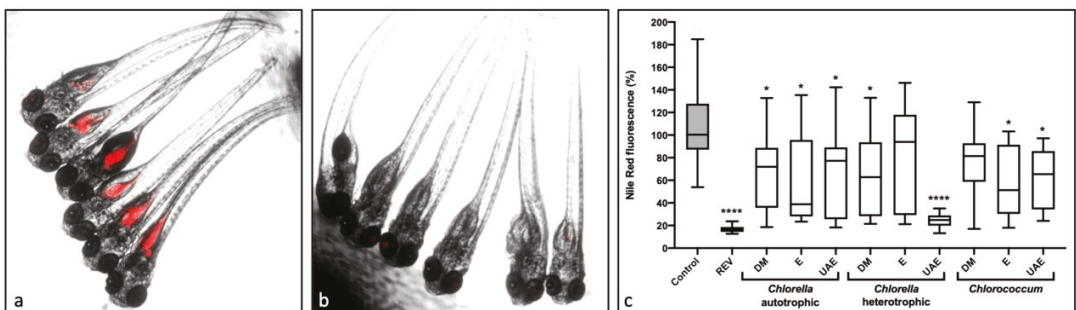 a
b
c
Nile Red fluorescence (%)
200
180
160
140
120
100
80
60
40
20
0
* * * * * *
**** ****
Control REV DM E UAE DM E UAE DM E UAE
Chlorella Chlorella Chlorococcum
autotrophic heterotrophic